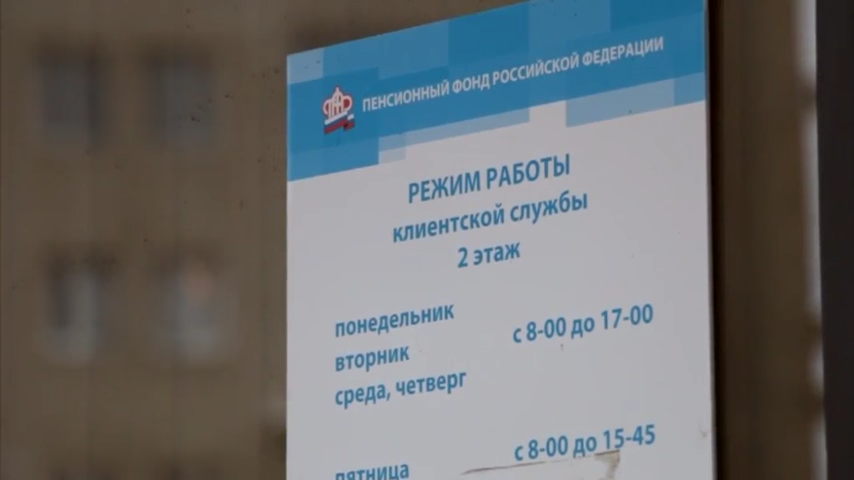 ПЕНСИОННЫЙ ФОНД РОССИЙСКОЙ ФЕДЕРАЦИИ
РЕЖИМ РАБОТЫ
клиентской службы
2 этаж
понедельник
вторник
с 8-00 до 17-00
среда, четверг
с 8-00 до 15-45
пятница